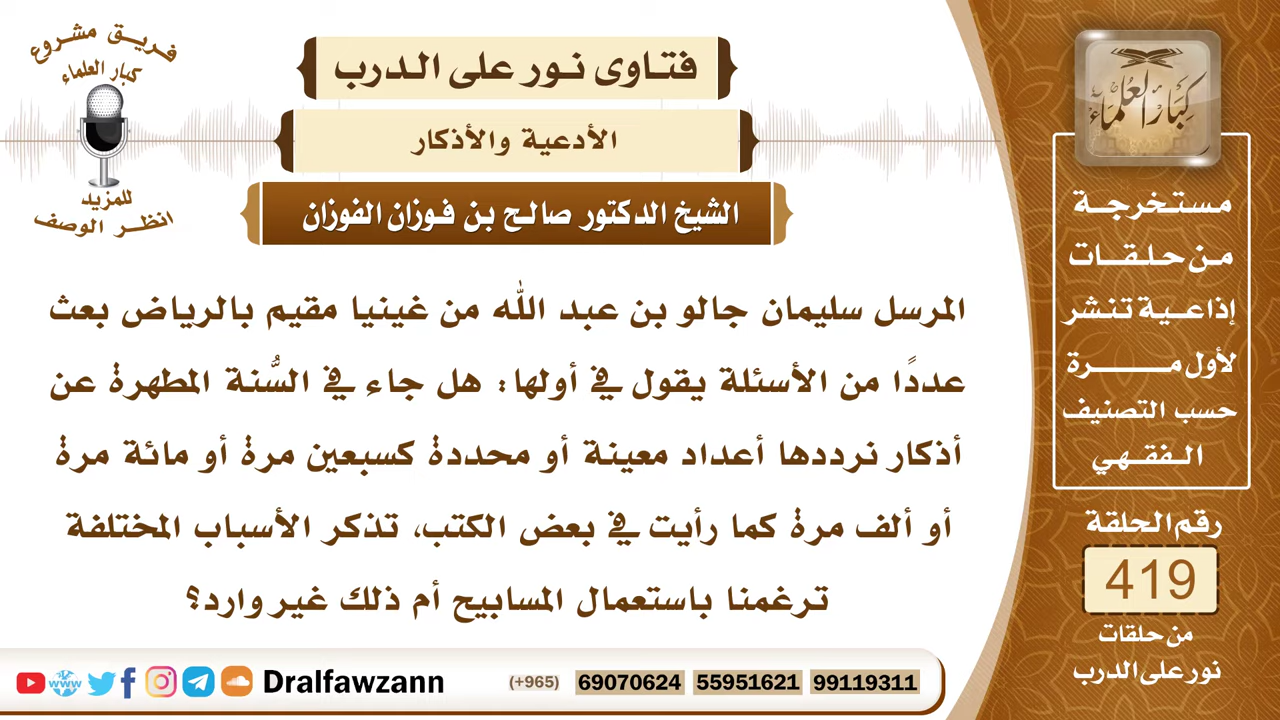 فريق مشروع
كبار العلماء
للمزيد
انظر الوصف
فتاوى نور على الدرب
الأدعية والأذكار
الشيخ الدكتور صالح بن فوزان الفوزان
المرسل سليمان جالو بن عبد الله من غينيا مقيم بالرياض بعث
عددًا من الأسئلة يقول في أولها: هل جاء في السُّنة المطهرة عن
أذكار نرددها أعداد معينة أو محددة كسبعين مرة أو مائة مرة
أو ألف مرة كما رأيت في بعض الكتب، تذكر الأسباب المختلفة
ترغمنا باستعمال المسابيح أم ذلك غير وارد؟
كِبَارُ العُلَمَاء
مستخرجة
من حلقات
إذاعية تنشر
لأول مرة
حسب التصنيف
الفقهي
رقم الحلقة
419
من حلقات
نور على الدرب
www Dralfawzann (+965) 69070624 55951621 99119311